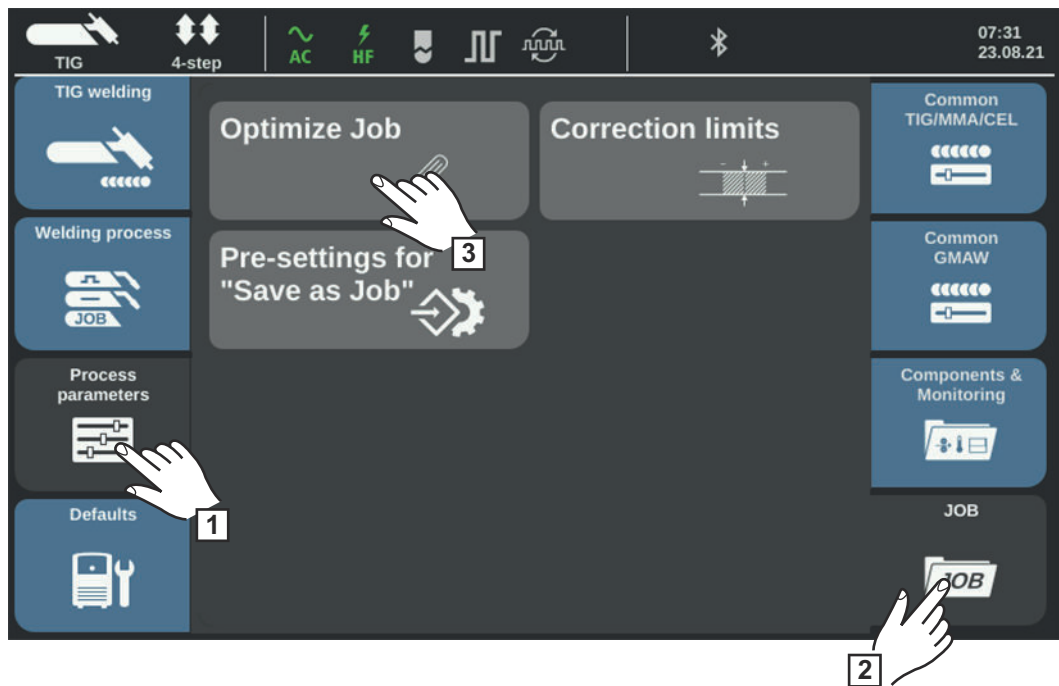 TIG
4-step
AC
HF
07:31
23.08.21
TIG welding
Welding process
JOB
Process
parameters
1
Defaults
Optimize Job
3
Correction limits
- +
Pre-settings for
"Save as Job"
Common
TIG/MMA/CEL
Common
GMAW
Components &
Monitoring
JOB
JOB
2